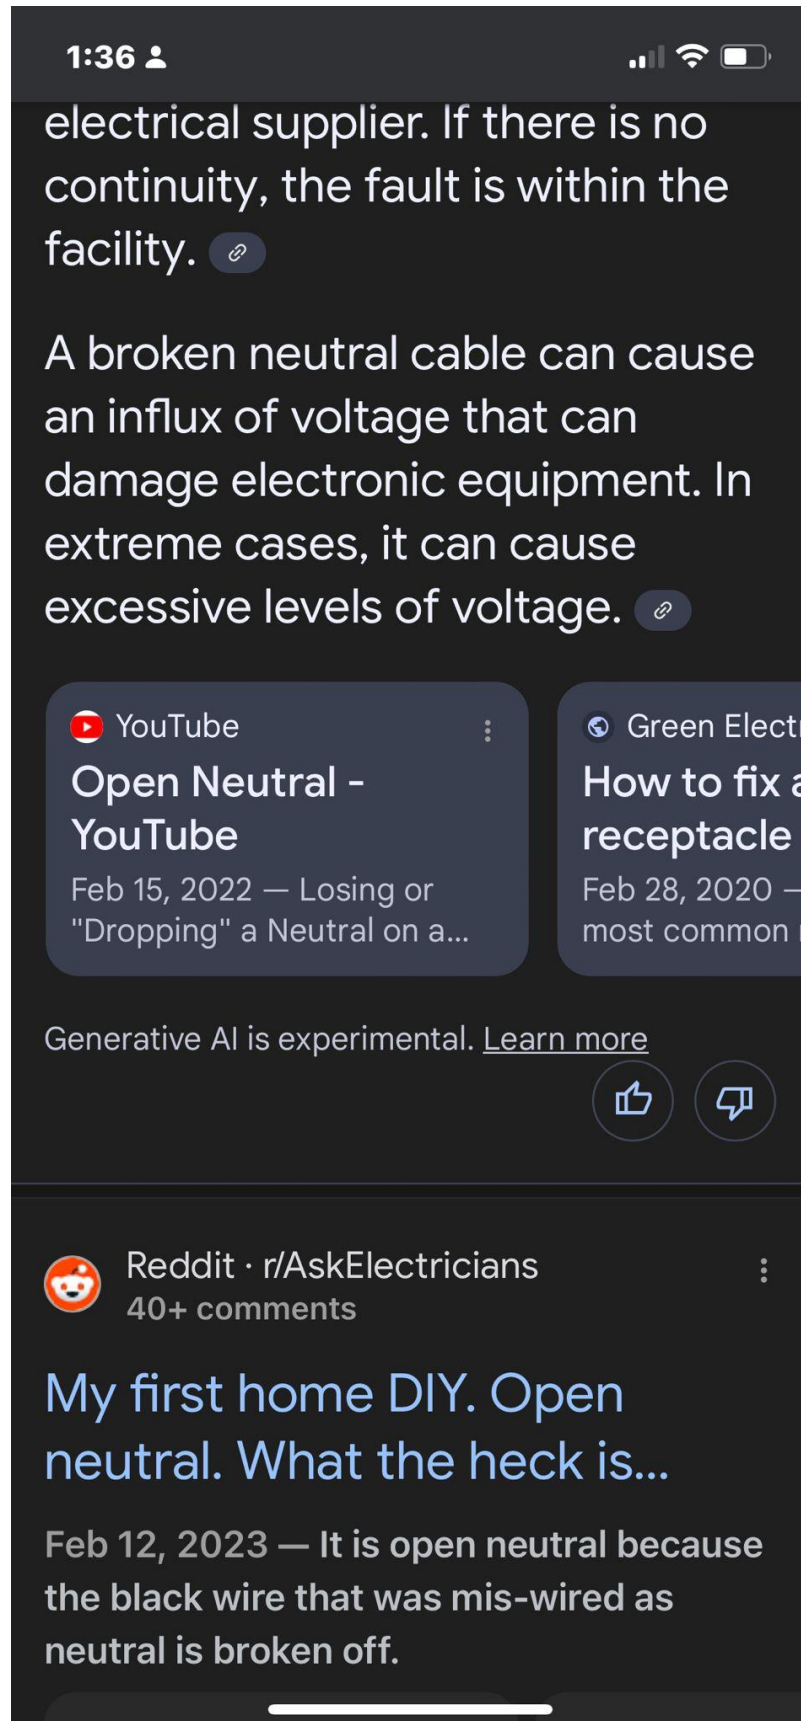 1:36
electrical supplier. If there is no
continuity, the fault is within the
facility.
A broken neutral cable can cause
an influx of voltage that can
damage electronic equipment. In
extreme cases, it can cause
excessive levels of voltage.
YouTube
Open Neutral -
YouTube
Feb 15, 2022 — Losing or
"Dropping" a Neutral on a...
Green Elect
How to fix a
receptacle
Feb 28, 2020 —
most common
Generative AI is experimental. Learn more
Reddit · r/AskElectricians
40+ comments
My first home DIY. Open
neutral. What the heck is...
Feb 12, 2023 — It is open neutral because
the black wire that was mis-wired as
neutral is broken off.